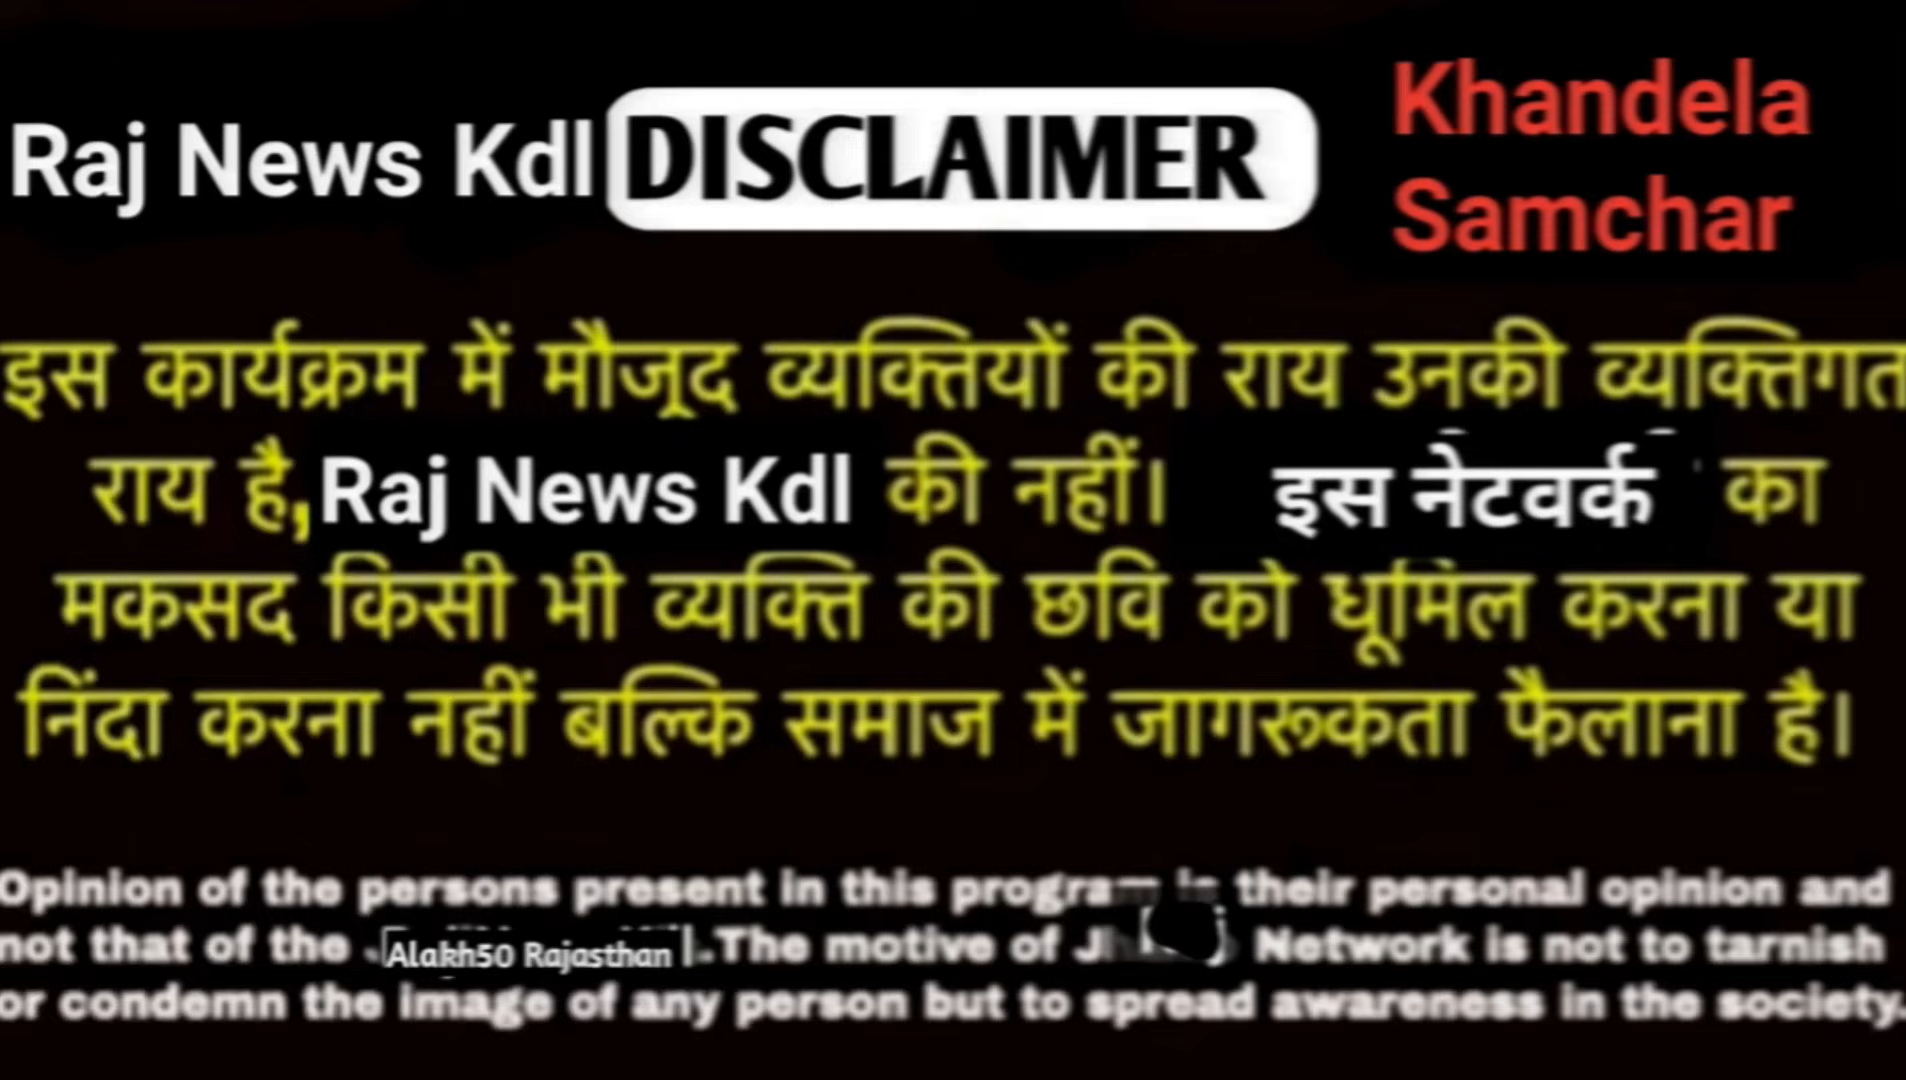 Raj News Kdl DISCLAIMER Khandela
Samchar
इस कार्यक्रम में मौजूद व्यक्तियों की राय उनकी व्यक्तिगत
राय है, Raj News Kdl की नहीं। इस नेटवर्क का
मकसद किसी भी व्यक्ति की छवि को धूमिल करना या
निंदा करना नहीं बल्कि समाज में जागरूकता फैलाना है।
Opinion of the persons present in this program is their personal opinion and
not that of the Alakh50 Rajasthan .The motive of Network is not to tarnish
or condemn the image of any person but to spread awareness in the society.